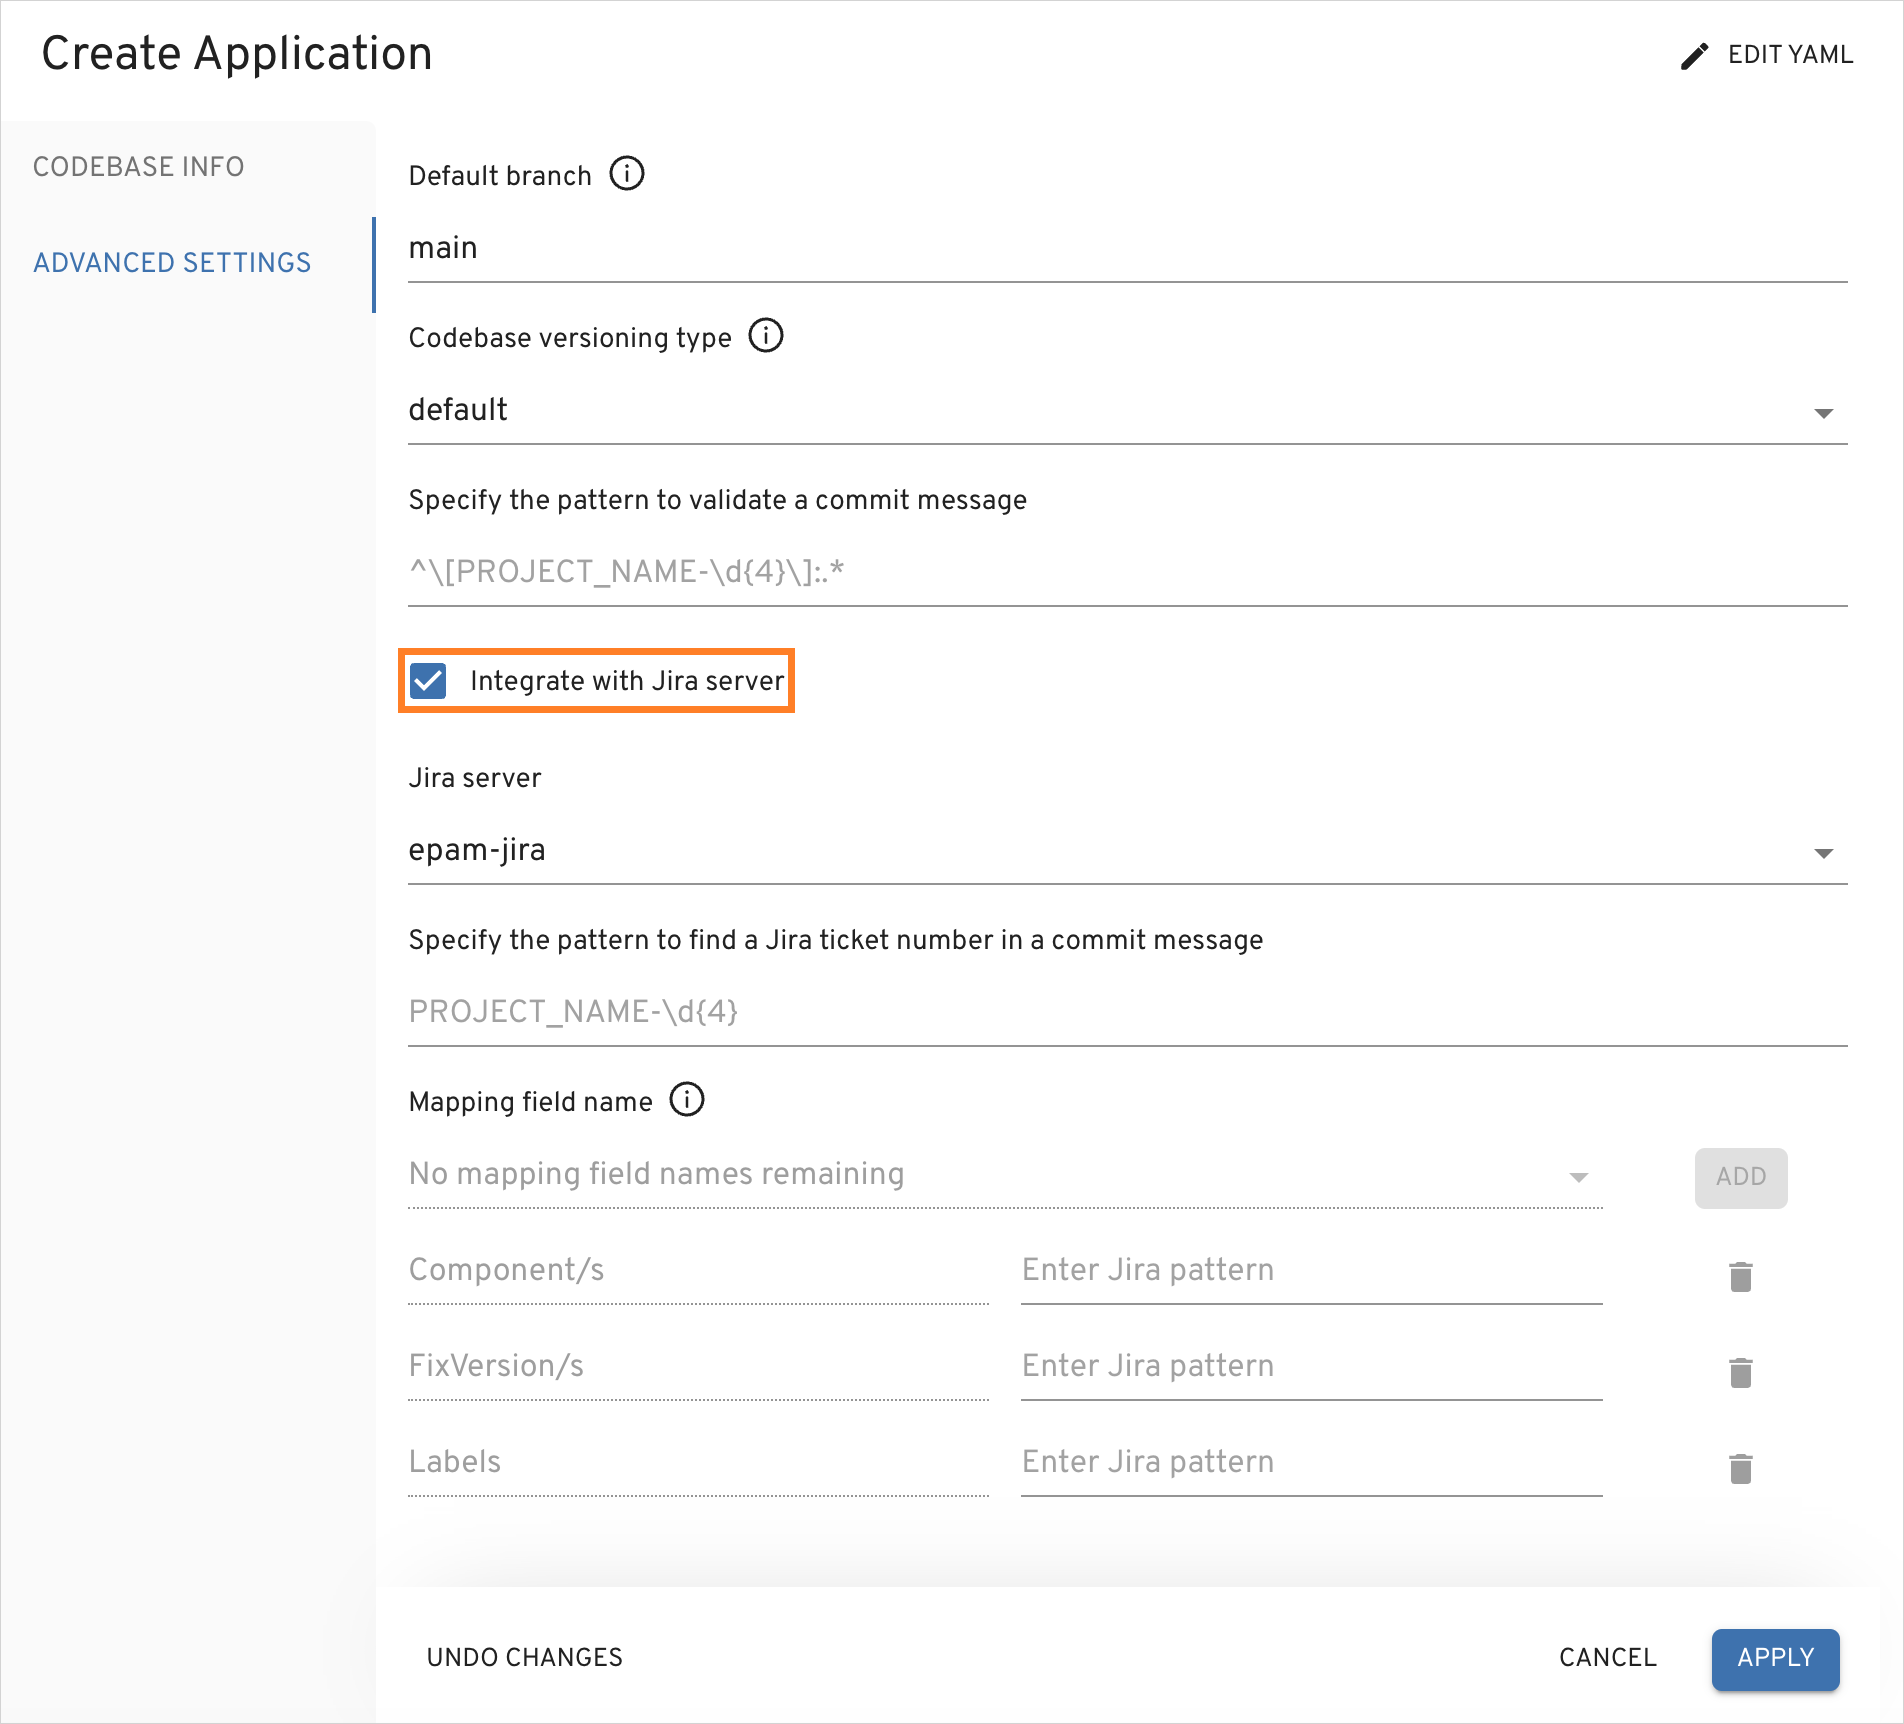 Create Application
EDIT YAML
CODEBASE INFO
ADVANCED SETTINGS
Default branch
main
Codebase versioning type
default
Specify the pattern to validate a commit message
^\[PROJECT_NAME-\d{4}\]:.*
Integrate with Jira server
Jira server
epam-jira
Specify the pattern to find a Jira ticket number in a commit message
PROJECT_NAME-\d{4}
Mapping field name
No mapping field names remaining
ADD
Component/s
Enter Jira pattern
FixVersion/s
Enter Jira pattern
Labels
Enter Jira pattern
UNDO CHANGES
CANCEL
APPLY